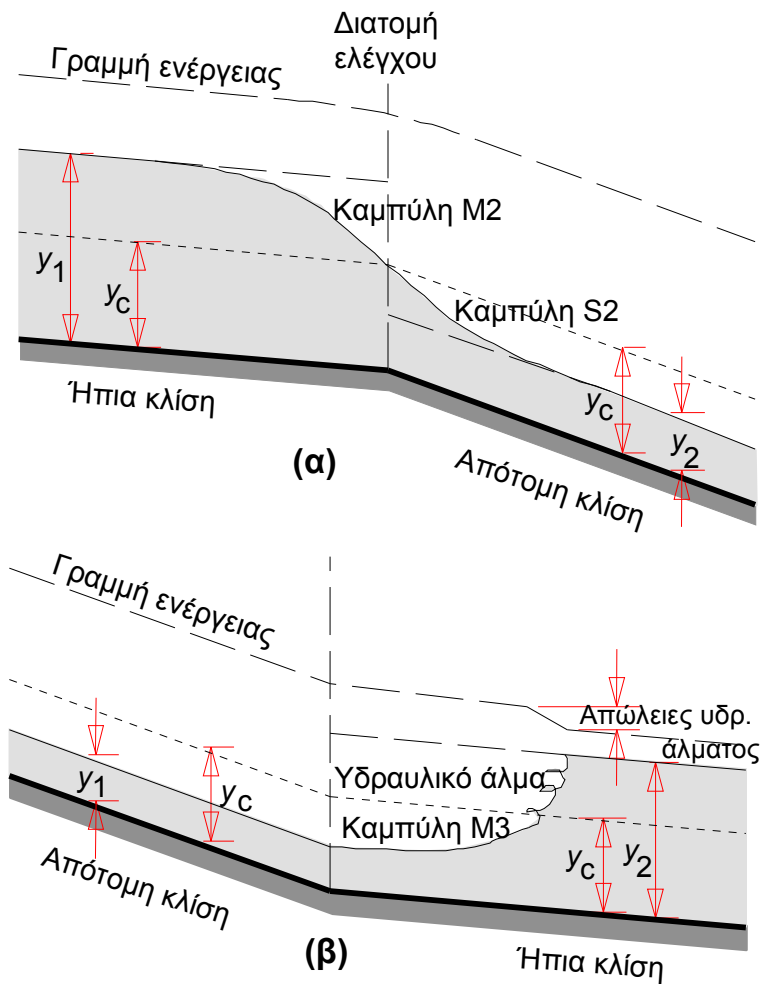 Διατομή
ελέγχου
Γραμμή ενέργειας
Καμπύλη M2
y1
yc
Καμπύλη S2
yc
y2
Ήπια κλίση
(α)
Απότομη κλίση
Γραμμή ενέργειας
Απώλειες υδρ.
άλματος
Υδραυλικό άλμα
y1
yc
Καμπύλη M3
yc
y2
Απότομη κλίση
(β)
Ήπια κλίση